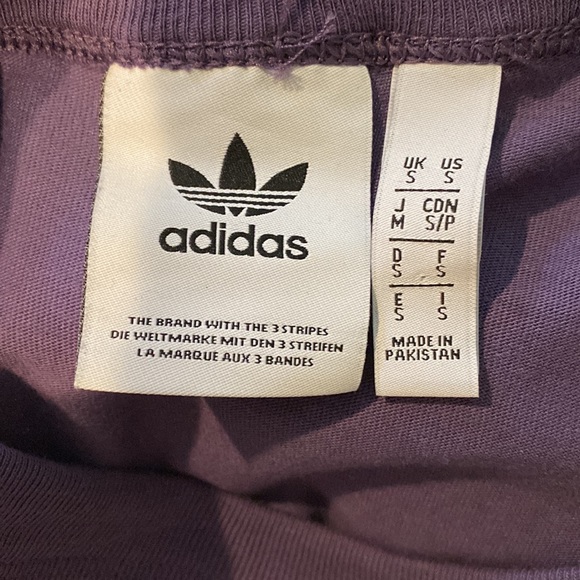 adidas
THE BRAND WITH THE 3 STRIPES
DIE WELTMARKE MIT DEN 3 STREIFEN
LA MARQUE AUX 3 BANDES
UK US
S S
J CDN
M S/P
D F
S S
E I
S S
MADE IN
PAKISTAN